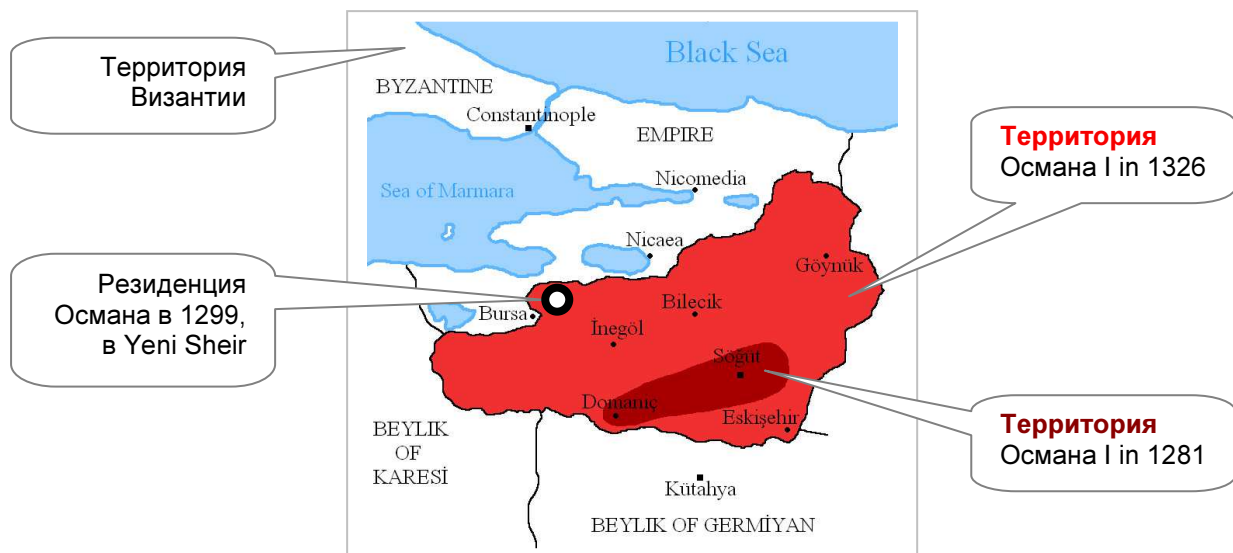 Территория
Византии
Black Sea
BYZANTINE
Constantinople
EMPIRE
Территория
Османа I in 1326
Sea of Marmara
Nicomedia
Nicaea
Göynük
Резиденция
Османа в 1299,
в Yeni Sheir
Bursa
Bilecik
İnegöl
Söğüt
Domaniç
Eskişehir
Территория
Османа I in 1281
BEYLIK
OF
KARESİ
Kütahya
BEYLIK OF GERMİYAN